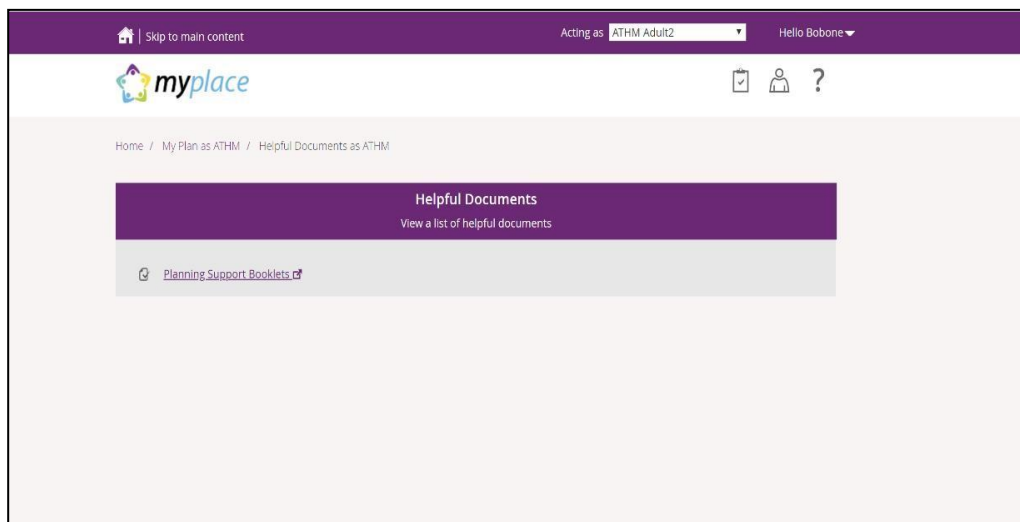 Skip to main content
Acting as ATHM Adult2 Hello Bobone
myplace
?
Home / My Plan as ATHM / Helpful Documents as ATHM
Helpful Documents
View a list of helpful documents
Planning Support Booklets